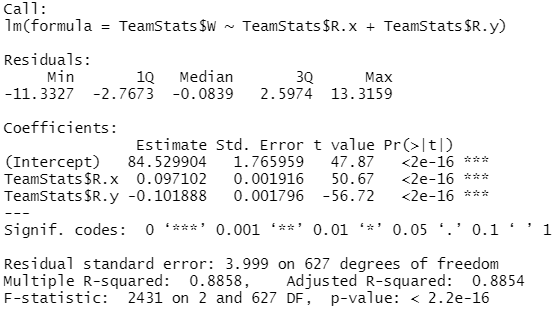 Call:
lm(formula = TeamStats$W ~ TeamStats$R.x + TeamStats$R.y)
Residuals:
     Min       1Q   Median       3Q      Max
-11.3327  -2.7673  -0.0839   2.5974  13.3159
Coefficients:
              Estimate Std. Error t value Pr(>|t|)
(Intercept)   84.529904   1.765959   47.87   <2e-16 ***
TeamStats$R.x  0.097102   0.001916   50.67   <2e-16 ***
TeamStats$R.y -0.101888   0.001796  -56.72   <2e-16 ***
---
Signif. codes:  0 ‘***’ 0.001 ‘**’ 0.01 ‘*’ 0.05 ‘.’ 0.1 ‘ ’ 1
Residual standard error: 3.999 on 627 degrees of freedom
Multiple R-squared:  0.8858,    Adjusted R-squared:  0.8854
F-statistic:  2431 on 2 and 627 DF,  p-value: < 2.2e-16